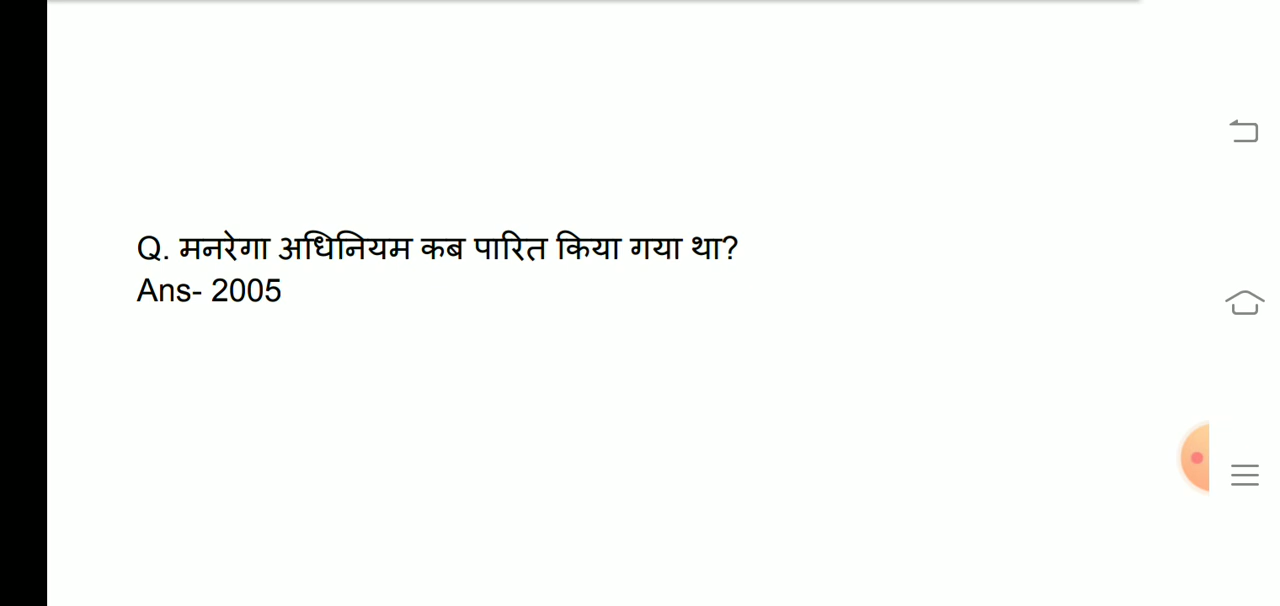 Q. मनरेगा अधिनियम कब पारित किया गया था?
Ans- 2005